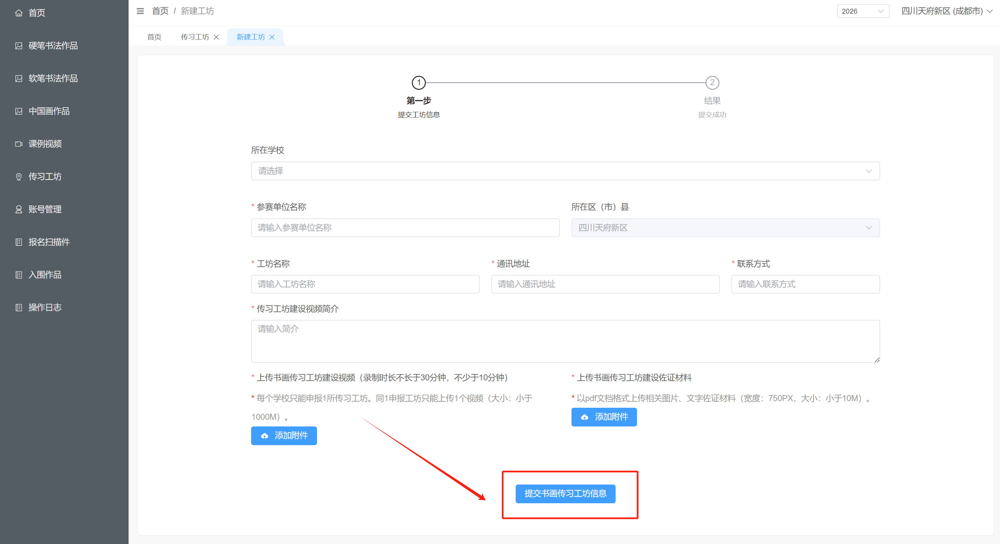 首页
硬笔书法作品
软笔书法作品
中国画作品
课例视频
传习工坊
账号管理
报名扫描件
入围作品
操作日志
首页 / 新建工坊
2026
四川天府新区 (成都市)
首页
传习工坊
新建工坊
1
2
第一步
结果
提交工坊信息
提交成功
所在学校
请选择
* 参赛单位名称
所在区（市）县
请输入参赛单位名称
四川天府新区
* 工坊名称
* 通讯地址
* 联系方式
请输入工坊名称
请输入通讯地址
请输入联系方式
* 传习工坊建设视频简介
请输入简介
* 上传书画传习工坊建设视频（录制时长不长于30分钟，不少于10分钟）
* 每个学校只能申报1所传习工坊。同1申报工坊只能上传1个视频（大小：小于
1000M）。
添加附件
* 上传书画传习工坊建设佐证材料
* 以pdf文档格式上传相关图片、文字佐证材料（宽度：750PX，大小：小于10M）。
添加附件
提交书画传习工坊信息